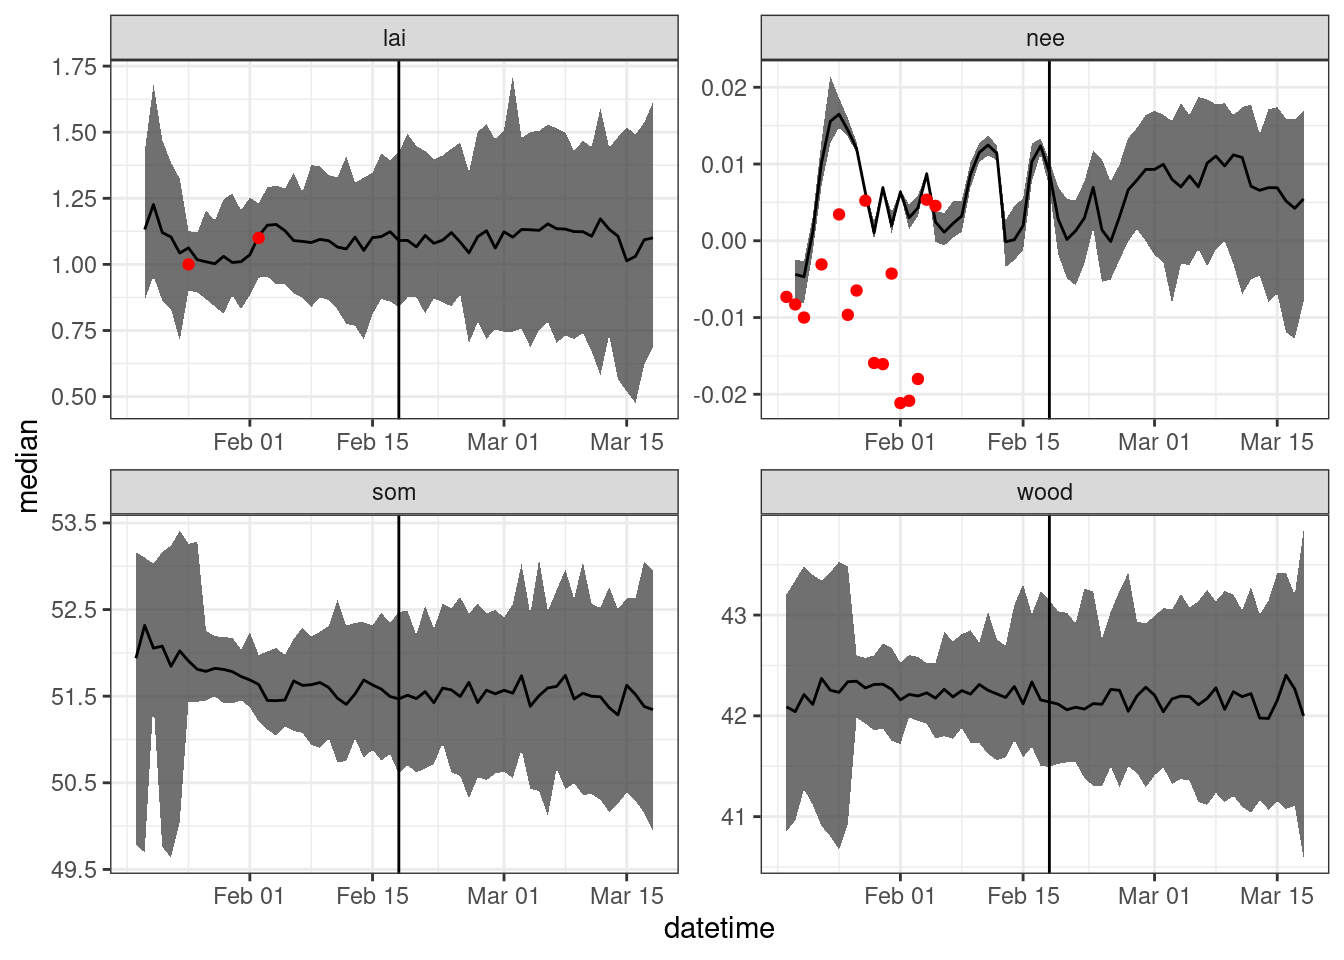 lai
nee
1.75
1.50
1.25
1.00
0.75
0.50
0.02
0.01
0.00
-0.01
-0.02
Feb 01 Feb 15 Mar 01 Mar 15
Feb 01 Feb 15 Mar 01 Mar 15
median
som
wood
53.5
52.5
51.5
50.5
49.5
43
42
41
Feb 01 Feb 15 Mar 01 Mar 15
Feb 01 Feb 15 Mar 01 Mar 15
datetime